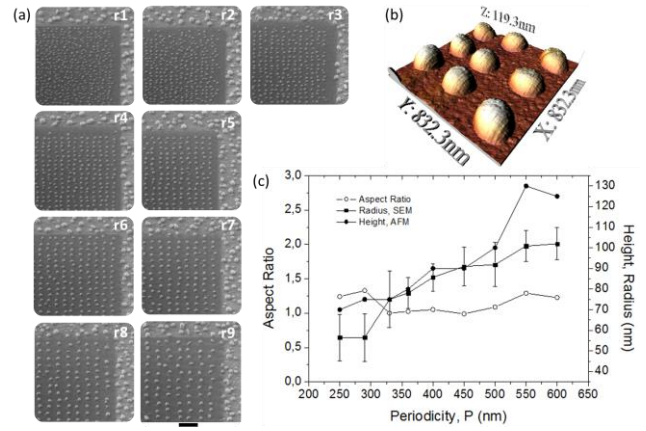 (a)
r1
r2
r3
r4
r5
r6
r7
r8
r9
(b)
Z: 119.3nm
Y: 832.3nm
X: 832.3nm
(c)
Aspect Ratio
Radius, SEM
Height, AFM
3,0
2,5
2,0
1,5
1,0
0,5
0,0
Aspect Ratio
130
120
110
100
90
80
70
60
50
40
Height, Radius (nm)
200 250 300 350 400 450 500 550 600 650
Periodicity, P (nm)